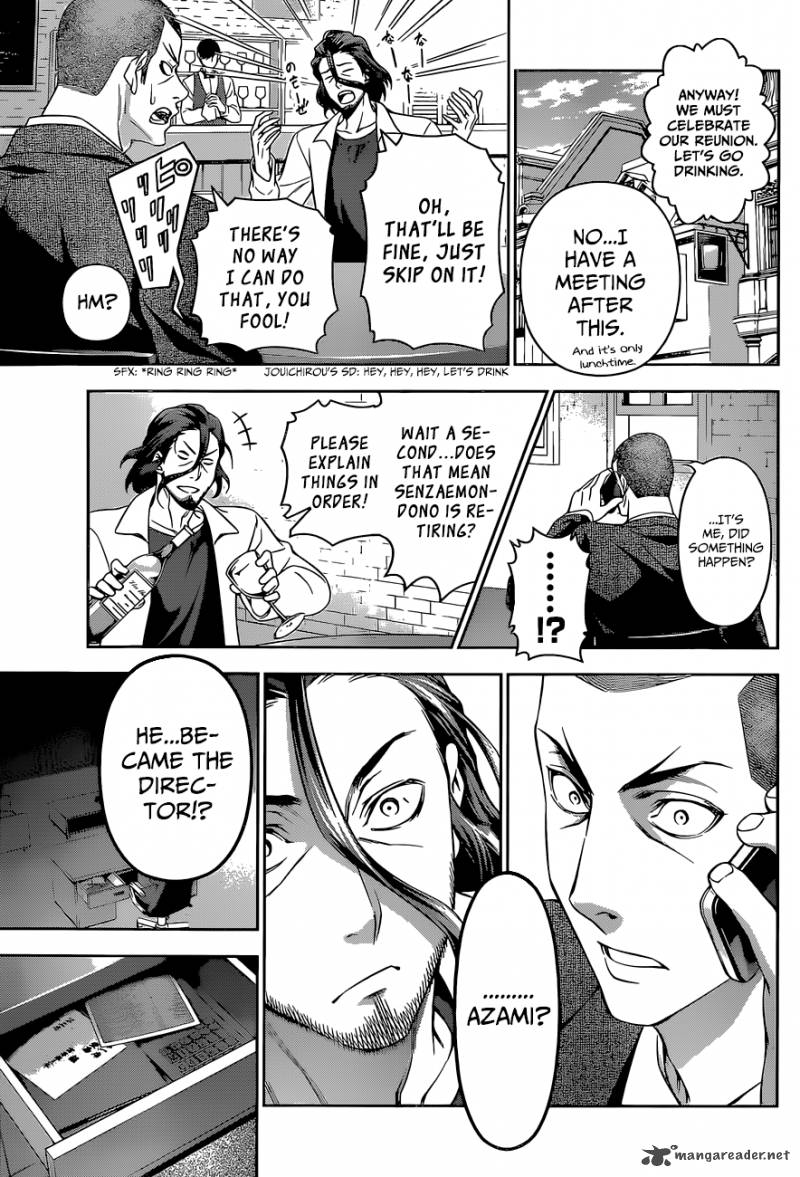 ANYWAY!
WE MUST
CELEBRATE
OUR REUNION.
LET'S GO
DRINKING.
NO...I
HAVE A
MEETING
AFTER
THIS.
And it's only
lunchtime.
OH,
THAT'LL BE
FINE, JUST
SKIP ON IT!
THERE'S
NO WAY
I CAN DO
THAT, YOU
FOOL!
HM?
SFX: *RING RING RING*
JOUICHIROU'S SD: HEY, HEY, HEY, LET'S DRINK
...IT'S
ME, DID
SOMETHING
HAPPEN?
......!?
WAIT A SE-
COND...DOES
THAT MEAN
SENZAEMON-
DONO IS RE-
TIRING?
PLEASE
EXPLAIN
THINGS IN
ORDER!
.........
AZAMI?
HE...BE-
CAME THE
DIREC-
TOR!?
mangareader.net